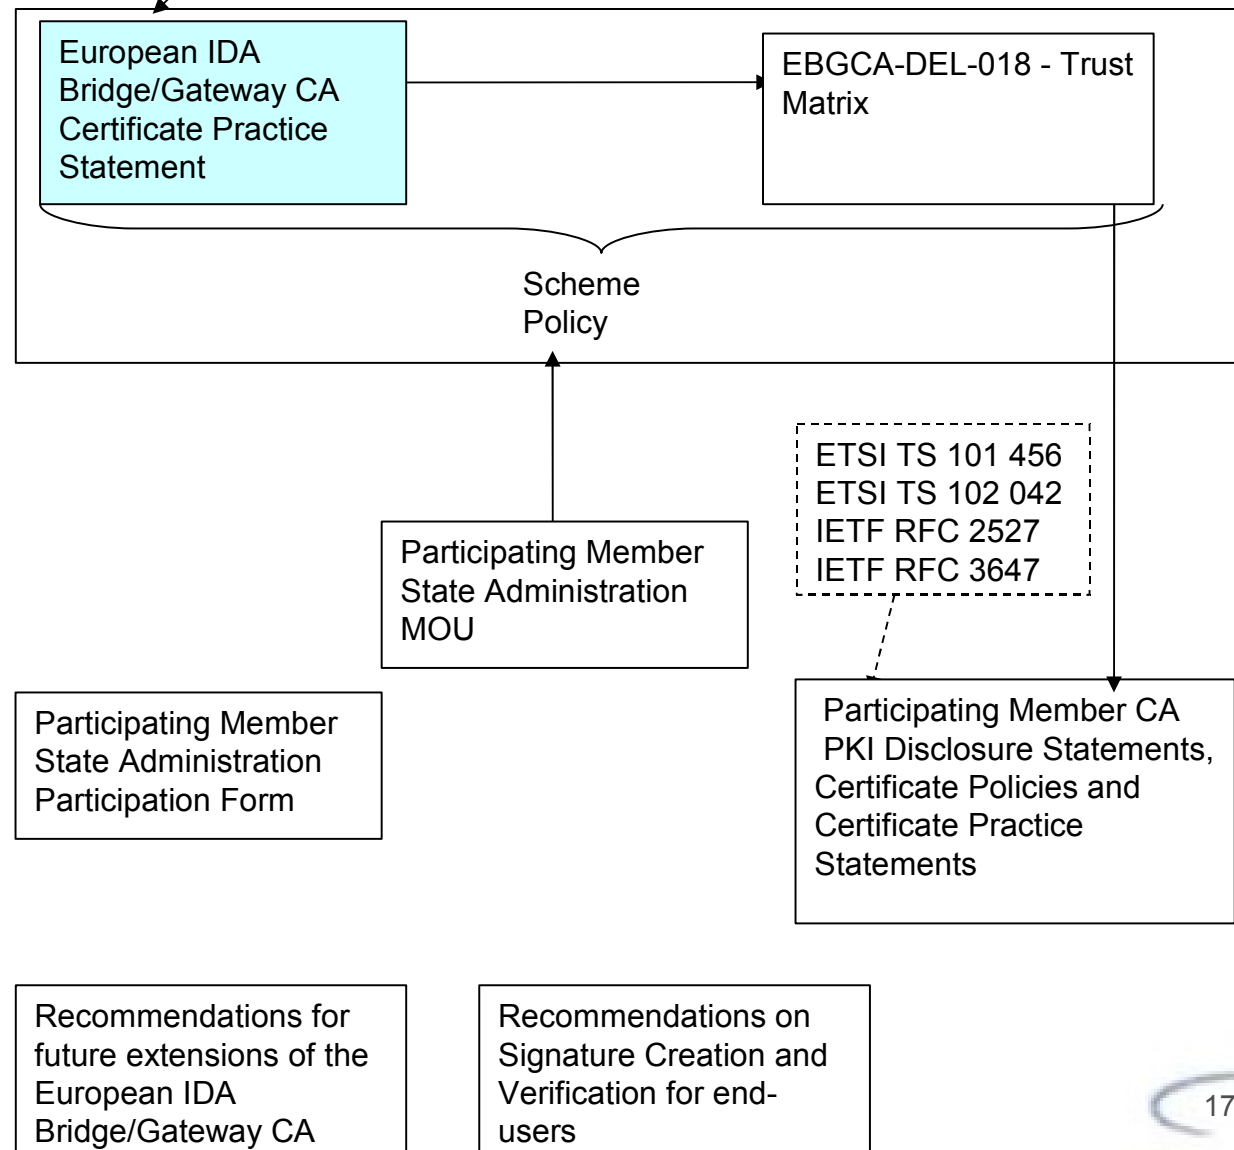 European IDA
Bridge/Gateway CA
Certificate Practice
Statement
EBGCA-DEL-018 - Trust
Matrix
Scheme
Policy
ETSI TS 101 456
ETSI TS 102 042
IETF RFC 2527
IETF RFC 3647
Participating Member
State Administration
MOU
Participating Member
State Administration
Participation Form
Participating Member CA
PKI Disclosure Statements,
Certificate Policies and
Certificate Practice
Statements
Recommendations for
future extensions of the
European IDA
Bridge/Gateway CA
Recommendations on
Signature Creation and
Verification for end-
users
17